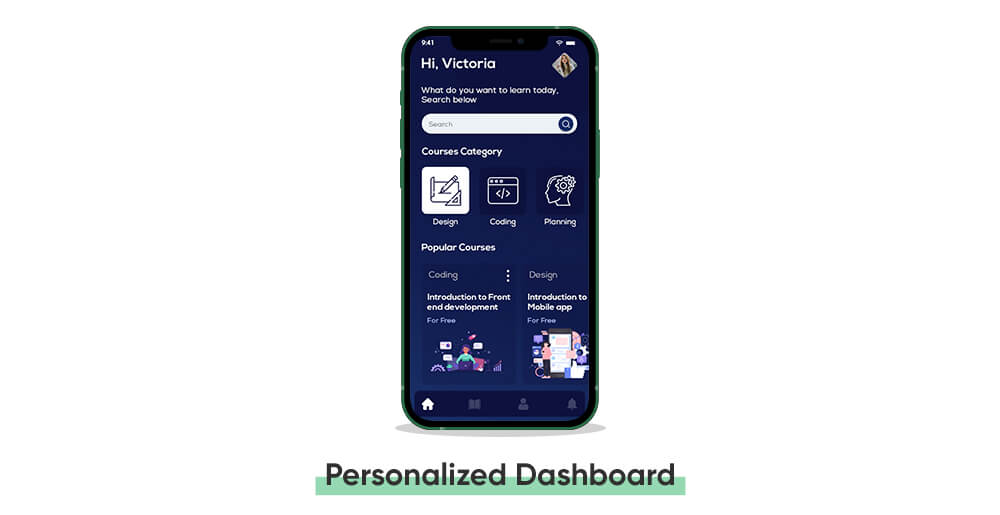 9:41
Hi, Victoria
What do you want to learn today,
Search below
Search
Courses Category
Design
Coding
Planning
Popular Courses
Coding
Introduction to Front
end development
For Free
Design
Introduction to
Mobile app
For Free
Personalized Dashboard